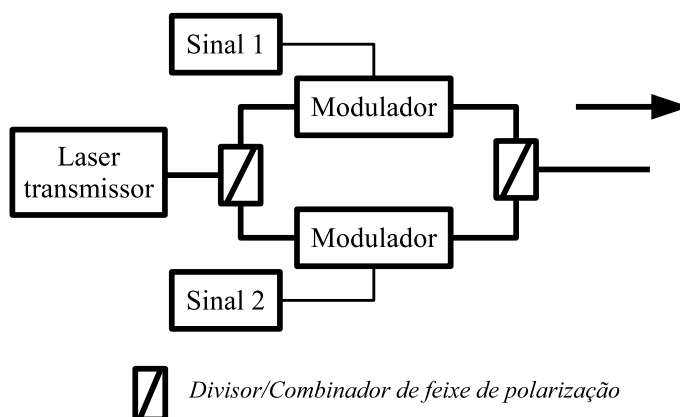 Sinal 1
Modulador
Laser
transmissor
Modulador
Sinal 2
Divisor/Combinador de feixe de polarização